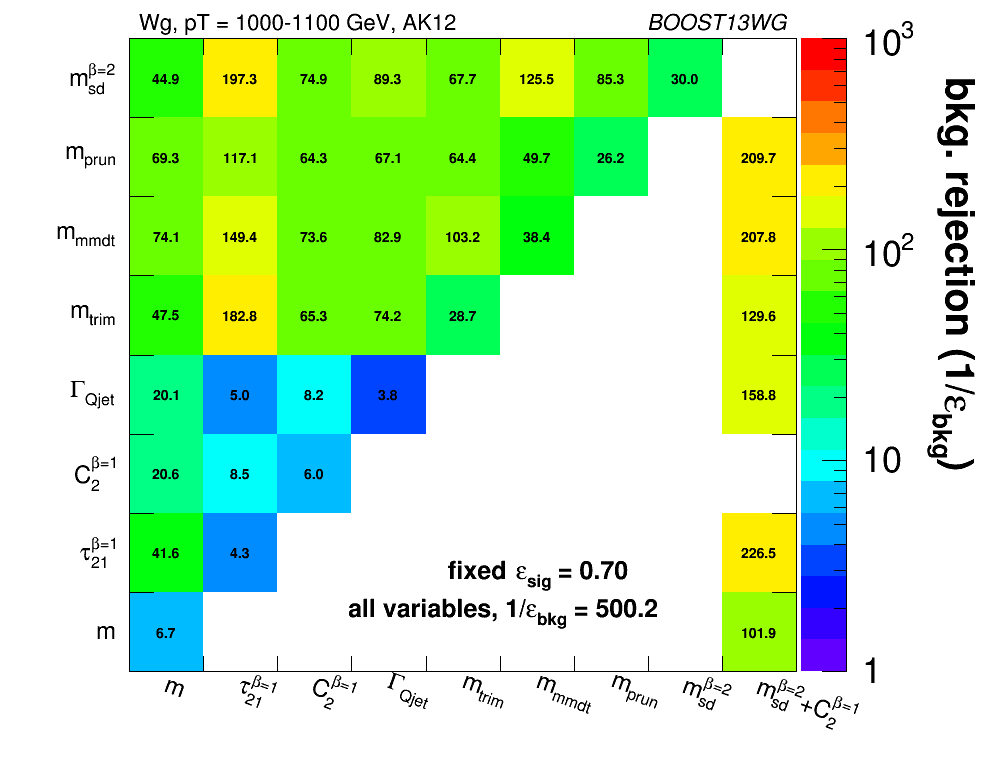 Wg, pT = 1000-1100 GeV, AK12 BOOST13WG
m_sd^β=2 44.9 197.3 74.9 89.3 67.7 125.5 85.3 30.0
m_prun 69.3 117.1 64.3 67.1 64.4 49.7 26.2 209.7
m_mmdt 74.1 149.4 73.6 82.9 103.2 38.4 207.8
m_trim 47.5 182.8 65.3 74.2 28.7 129.6
Γ_Qjet 20.1 5.0 8.2 3.8 158.8
C_2^β=1 20.6 8.5 6.0
τ_21^β=1 41.6 4.3 226.5
fixed ε_sig = 0.70
all variables, 1/ε_bkg = 500.2
m 6.7 101.9
m τ_21^β=1 C_2^β=1 Γ_Qjet m_trim m_mmdt m_prun m_sd^β=2 m_sd^β=2+C_2^β=1
10^3
10^2
10
1
bkg. rejection (1/ε_bkg)